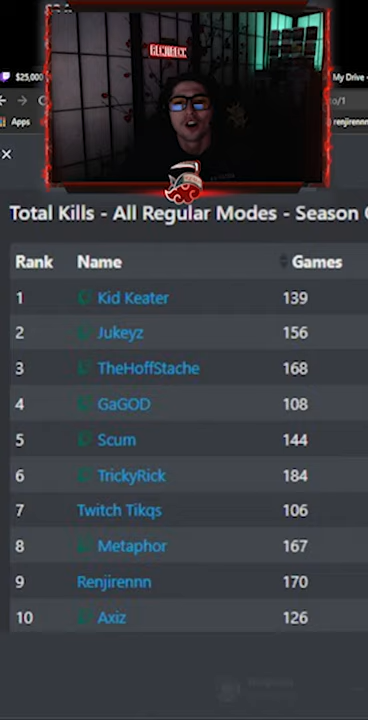 $25,000
My Drive
Apps
renjirennn
Total Kills - All Regular Modes - Season
Rank Name Games
1 Kid Keater 139
2 Jukeyz 156
3 TheHoffStache 168
4 GaGOD 108
5 Scum 144
6 TrickyRick 184
7 Twitch Tikqs 106
8 Metaphor 167
9 Renjirennn 170
10 Axiz 126